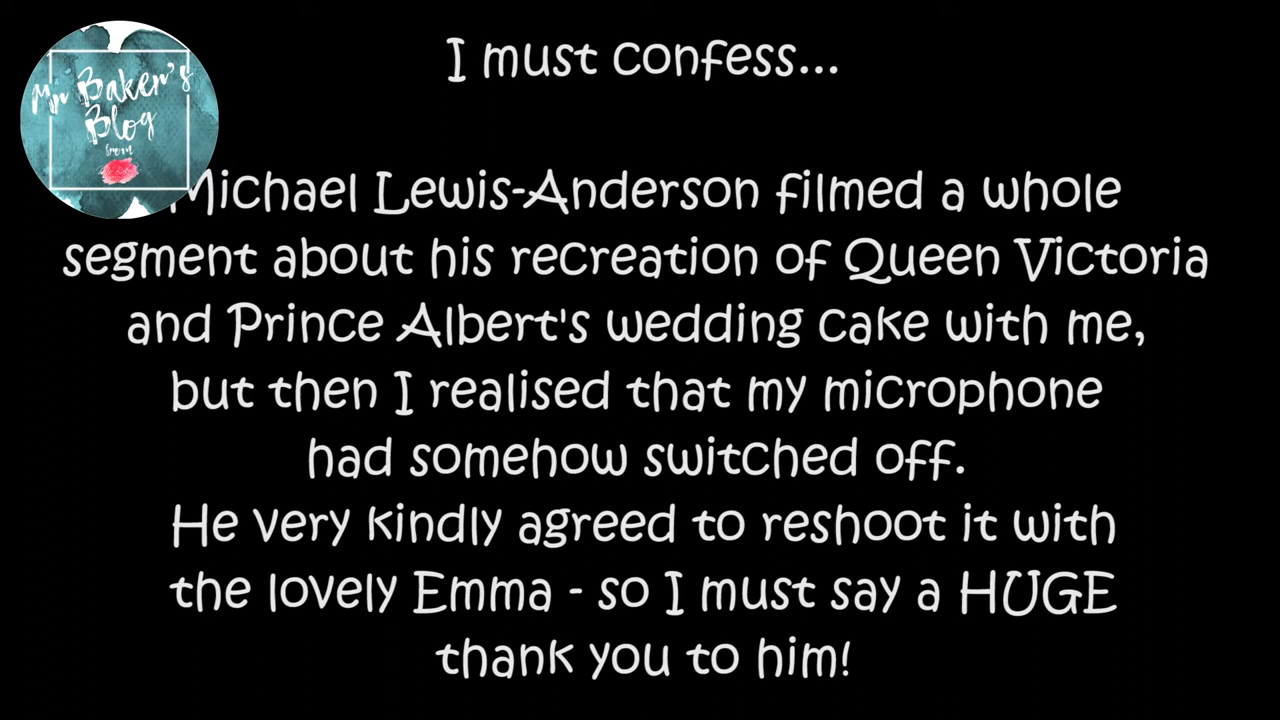 I must confess...
Mr Baker's
Blog
from
Michael Lewis-Anderson filmed a whole
segment about his recreation of Queen Victoria
and Prince Albert's wedding cake with me,
but then I realised that my microphone
had somehow switched off.
He very kindly agreed to reshoot it with
the lovely Emma - so I must say a HUGE
thank you to him!